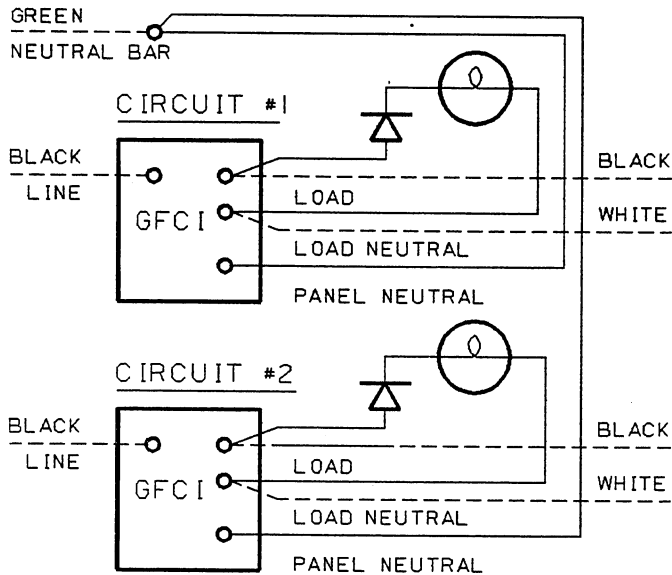 GREEN
NEUTRAL BAR
CIRCUIT #1
BLACK
LINE
GFCI
LOAD
BLACK
WHITE
LOAD NEUTRAL
PANEL NEUTRAL
CIRCUIT #2
BLACK
LINE
GFCI
LOAD
BLACK
WHITE
LOAD NEUTRAL
PANEL NEUTRAL